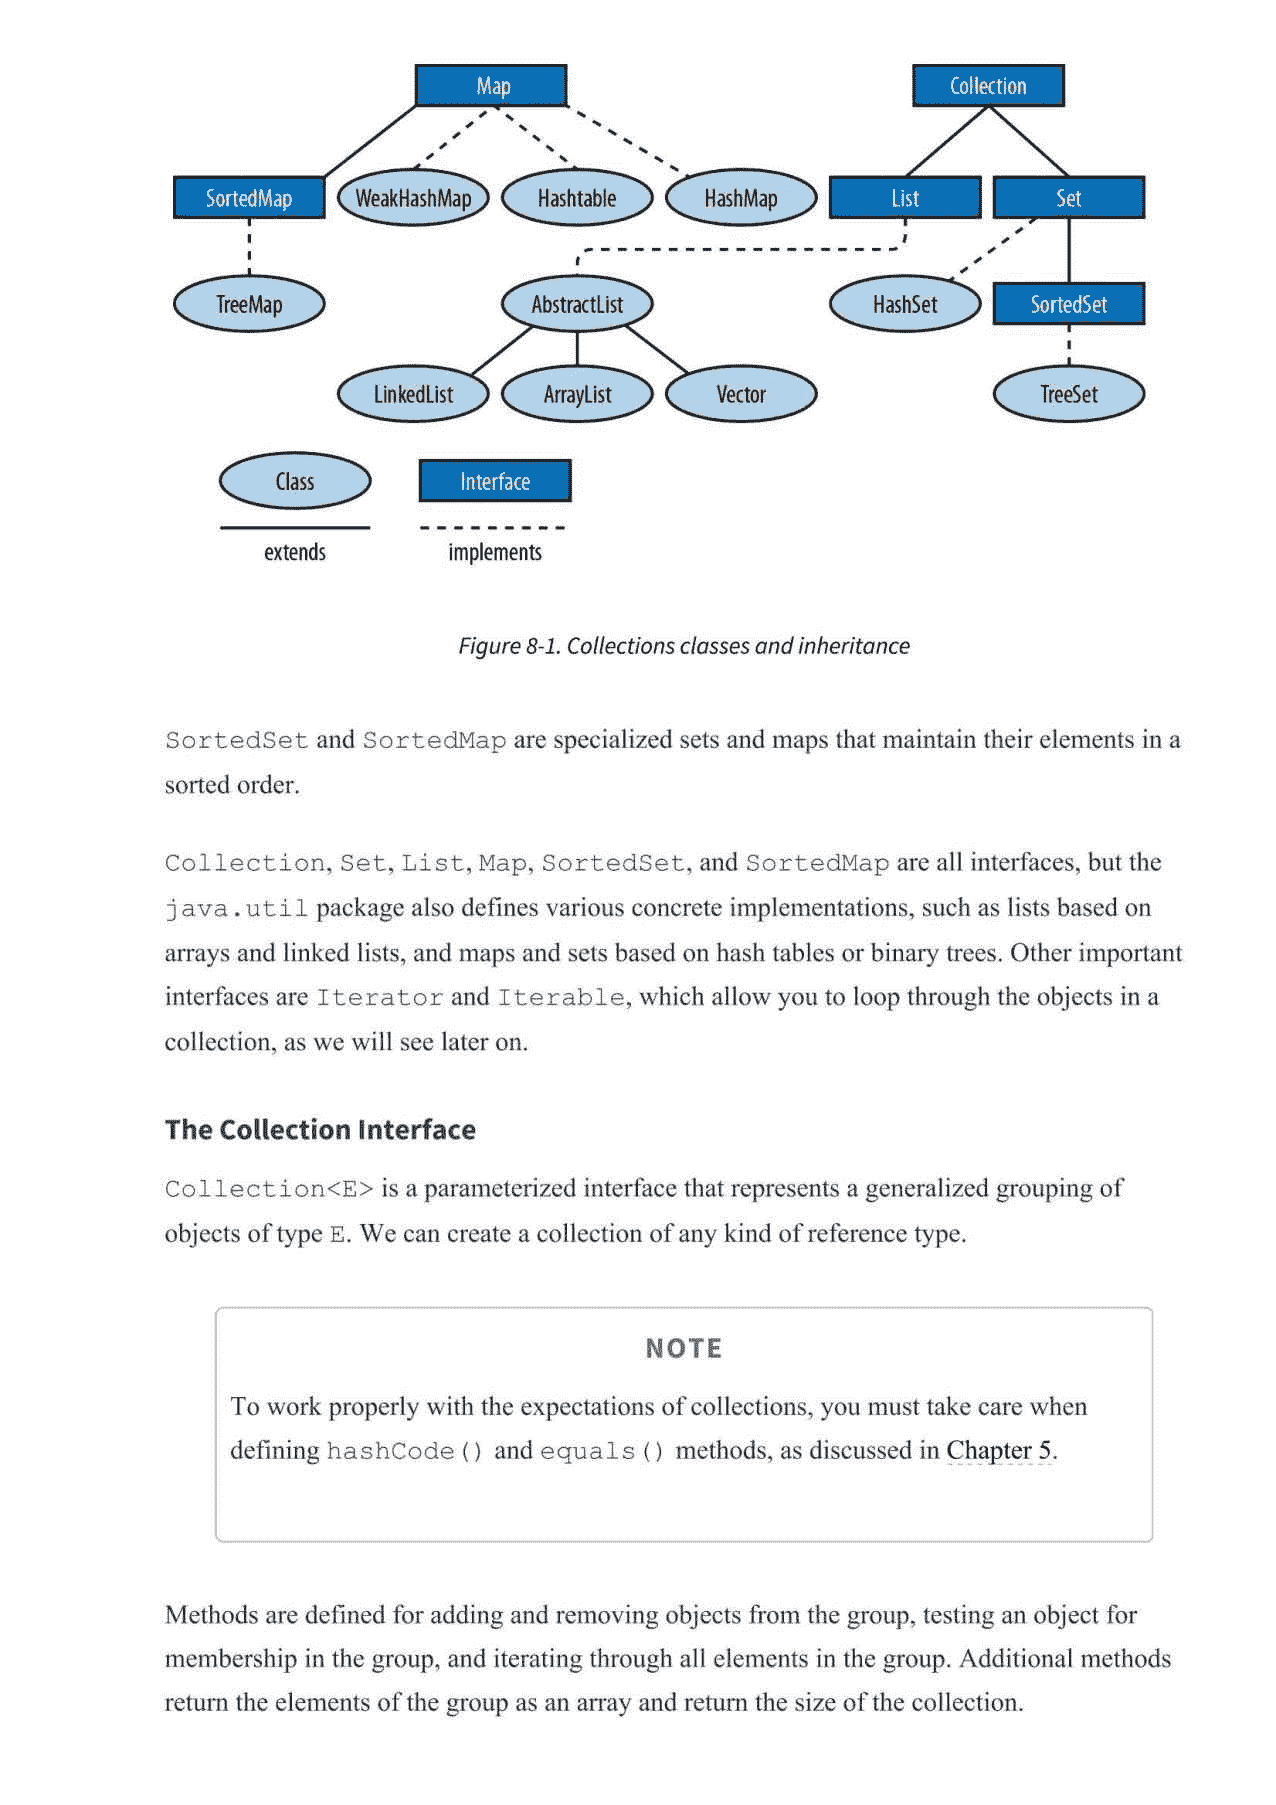 Map Collection
SortedMap WeakHashMap Hashtable HashMap List Set
TreeMap AbstractList HashSet SortedSet
LinkedList ArrayList Vector TreeSet
Class Interface
extends implements
Figure 8-1. Collections classes and inheritance
SortedSet and SortedMap are specialized sets and maps that maintain their elements in a
sorted order.
Collection, Set, List, Map, SortedSet, and SortedMap are all interfaces, but the
java.util package also defines various concrete implementations, such as lists based on
arrays and linked lists, and maps and sets based on hash tables or binary trees. Other important
interfaces are Iterator and Iterable, which allow you to loop through the objects in a
collection, as we will see later on.
The Collection Interface
Collection<E> is a parameterized interface that represents a generalized grouping of
objects of type E. We can create a collection of any kind of reference type.
NOTE
To work properly with the expectations of collections, you must take care when
defining hashCode() and equals() methods, as discussed in Chapter 5.
Methods are defined for adding and removing objects from the group, testing an object for
membership in the group, and iterating through all elements in the group. Additional methods
return the elements of the group as an array and return the size of the collection.